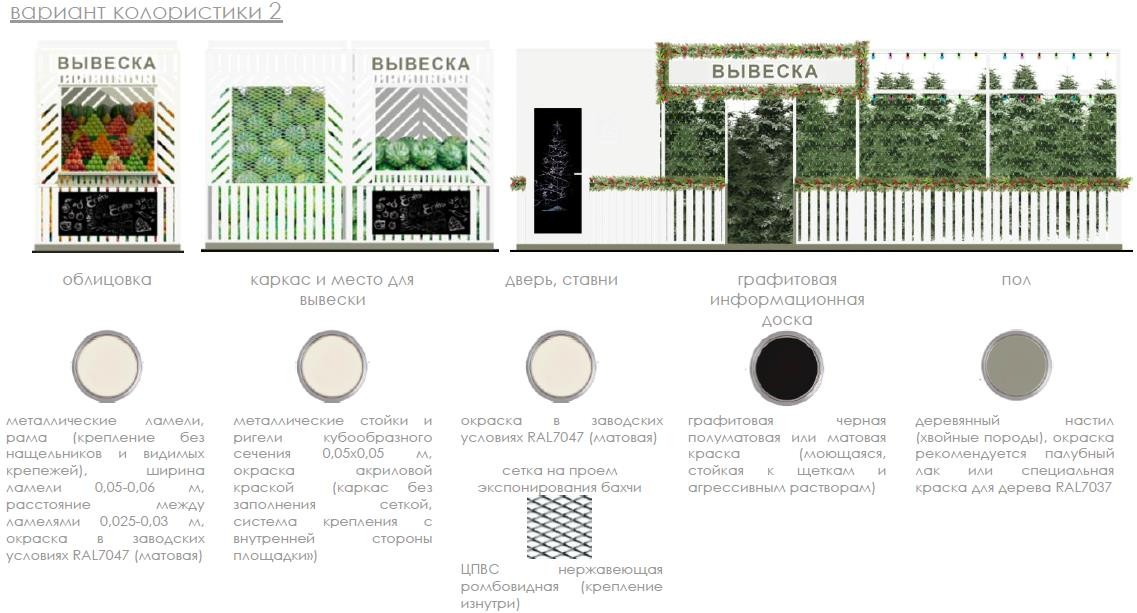 вариант колористики 2
ВЫВЕСКА
ВЫВЕСКА
ВЫВЕСКА
облицовка
каркас и место для
вывески
дверь, ставни
графитовая
информационная
доска
пол
металлические ламели,
рама (крепление без
нащельников и видимых
крепежей), ширина
ламели 0,05-0,06 м,
расстояние между
ламелями 0,025-0,03 м,
окраска в заводских
условиях RAL7047 (матовая)
металлические стойки и
ригели кубообразного
сечения 0,05х0,05 м,
окраска акриловой
краской (каркас без
заполнения сеткой,
система крепления с
внутренней стороны
площадки»)
окраска в заводских
условиях RAL7047 (матовая)
сетка на проем
экспонирования бахчи
ЦПВС нержавеющая
ромбовидная (крепление
изнутри)
графитовая черная
полуматовая или матовая
краска (моющаяся,
стойкая к щеткам и
агрессивным растворам)
деревянный настил
(хвойные породы), окраска
рекомендуется палубный
лак или специальная
краска для дерева RAL7037